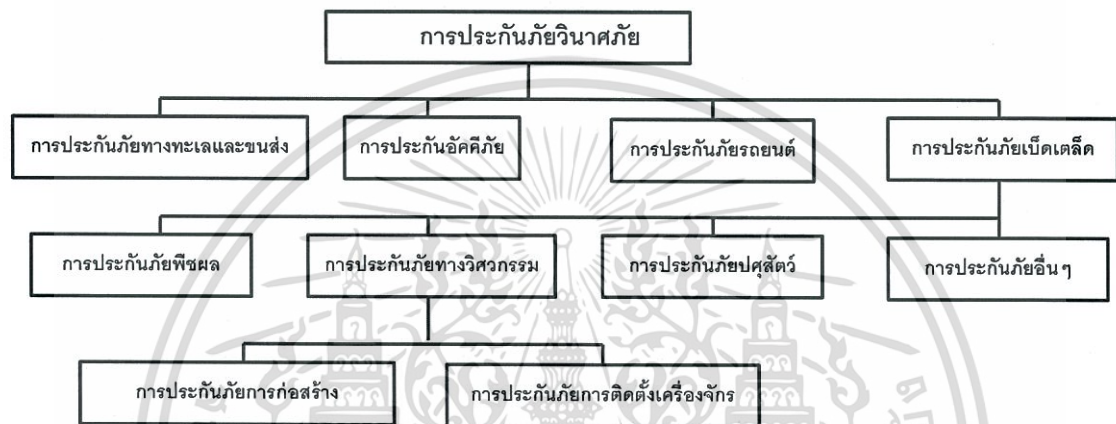 การประกันภัยวินาศภัย
การประกันภัยทางทะเลและขนส่ง
การประกันอัคคีภัย
การประกันภัยรถยนต์
การประกันภัยเบ็ดเตล็ด
การประกันภัยพืชผล
การประกันภัยทางวิศวกรรม
การประกันภัยปศุสัตว์
การประกันภัยอื่นๆ
การประกันภัยการก่อสร้าง
การประกันภัยการติดตั้งเครื่องจักร